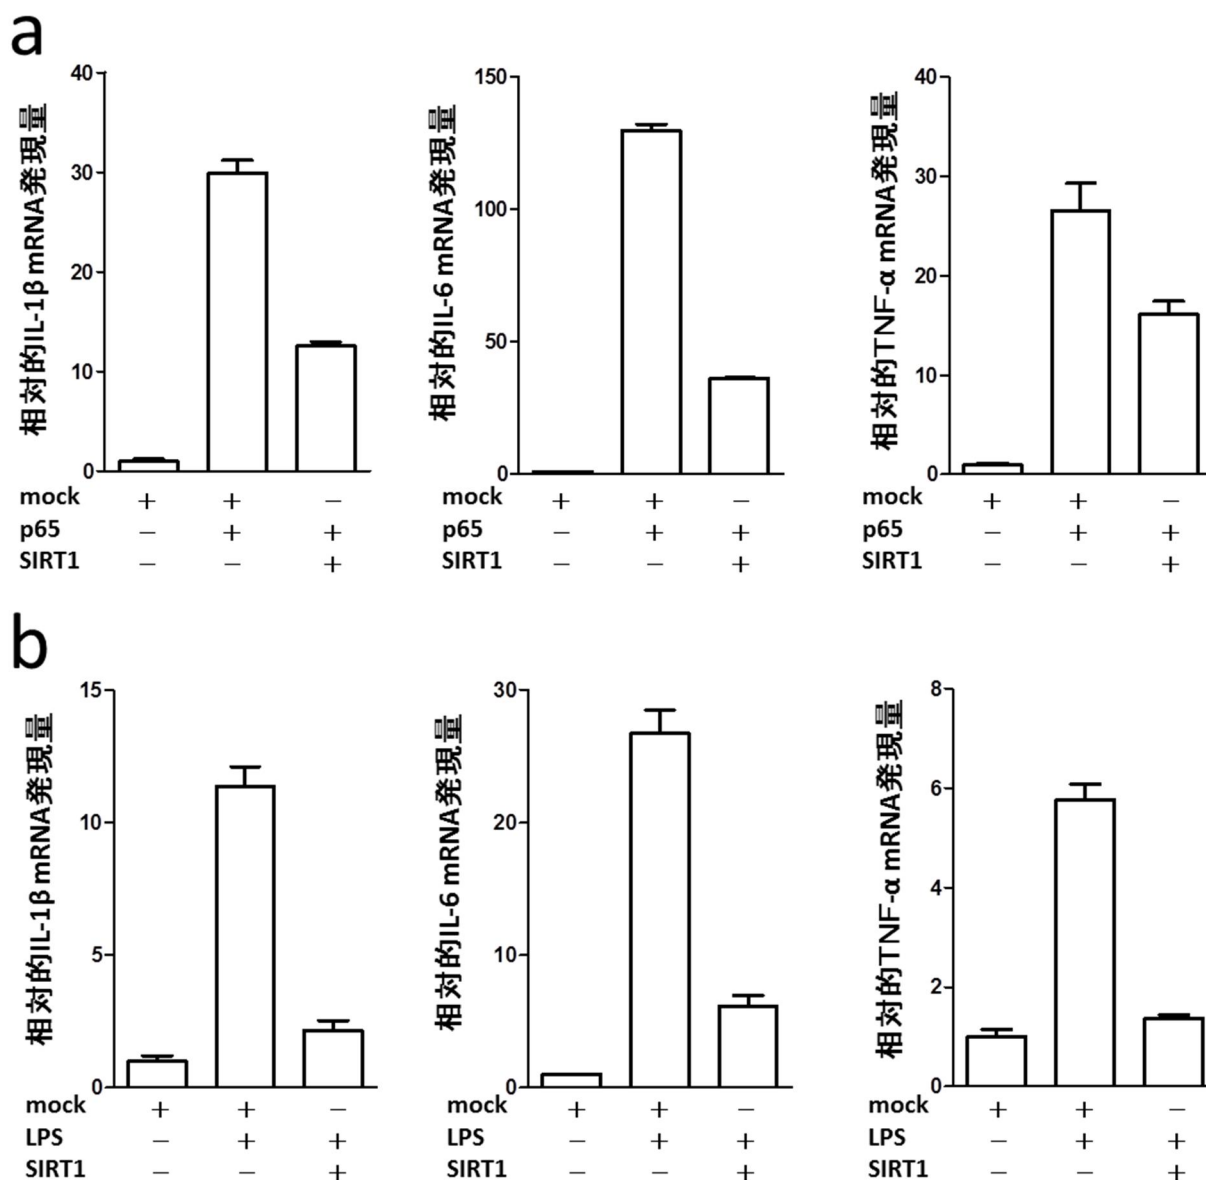 a
相対的IL-1β mRNA発現量
40
30
20
10
0
mock + + −
p65 − + +
SIRT1 − − +
相対的IL-6 mRNA発現量
150
100
50
0
mock + + −
p65 − + +
SIRT1 − − +
相対的TNF-α mRNA発現量
40
30
20
10
0
mock + + −
p65 − + +
SIRT1 − − +
b
相対的IL-1β mRNA発現量
15
10
5
0
mock + + −
LPS − + +
SIRT1 − − +
相対的IL-6 mRNA発現量
30
20
10
0
mock + + −
LPS − + +
SIRT1 − − +
相対的TNF-α mRNA発現量
8
6
4
2
0
mock + + −
LPS − + +
SIRT1 − − +